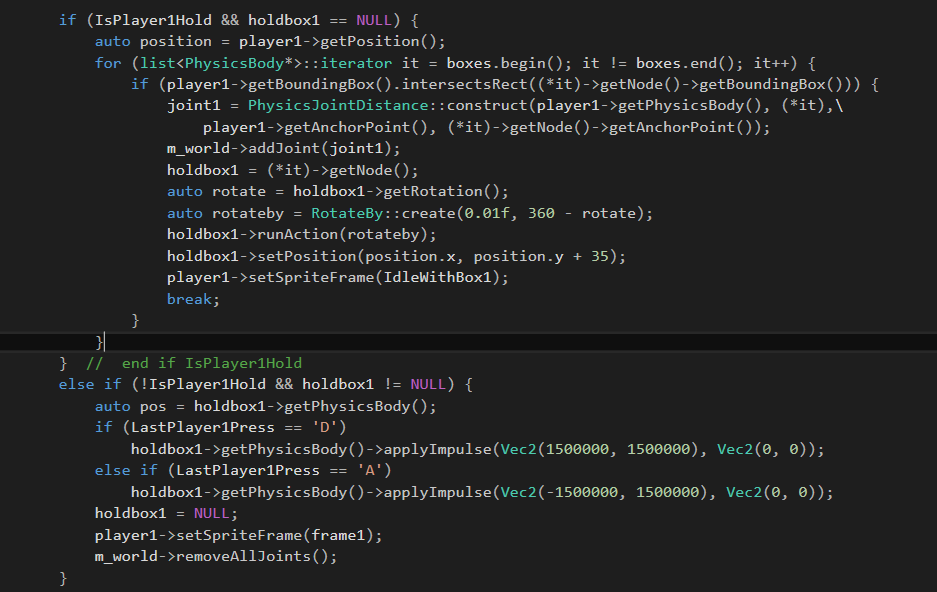 if (IsPlayer1Hold && holdbox1 == NULL) {
auto position = player1->getPosition();
for (list<PhysicsBody*>::iterator it = boxes.begin(); it != boxes.end(); it++) {
if (player1->getBoundingBox().intersectsRect((*it)->getNode()->getBoundingBox())) {
joint1 = PhysicsJointDistance::construct(player1->getPhysicsBody(), (*it),\
player1->getAnchorPoint(), (*it)->getNode()->getAnchorPoint());
m_world->addJoint(joint1);
holdbox1 = (*it)->getNode();
auto rotate = holdbox1->getRotation();
auto rotateby = RotateBy::create(0.01f, 360 - rotate);
holdbox1->runAction(rotateby);
holdbox1->setPosition(position.x, position.y + 35);
player1->setSpriteFrame(IdleWithBox1);
break;
}
}
} // end if IsPlayer1Hold
else if (!IsPlayer1Hold && holdbox1 != NULL) {
auto pos = holdbox1->getPhysicsBody();
if (LastPlayer1Press == 'D')
holdbox1->getPhysicsBody()->applyImpulse(Vec2(1500000, 1500000), Vec2(0, 0));
else if (LastPlayer1Press == 'A')
holdbox1->getPhysicsBody()->applyImpulse(Vec2(-1500000, 1500000), Vec2(0, 0));
holdbox1 = NULL;
player1->setSpriteFrame(frame1);
m_world->removeAllJoints();
}